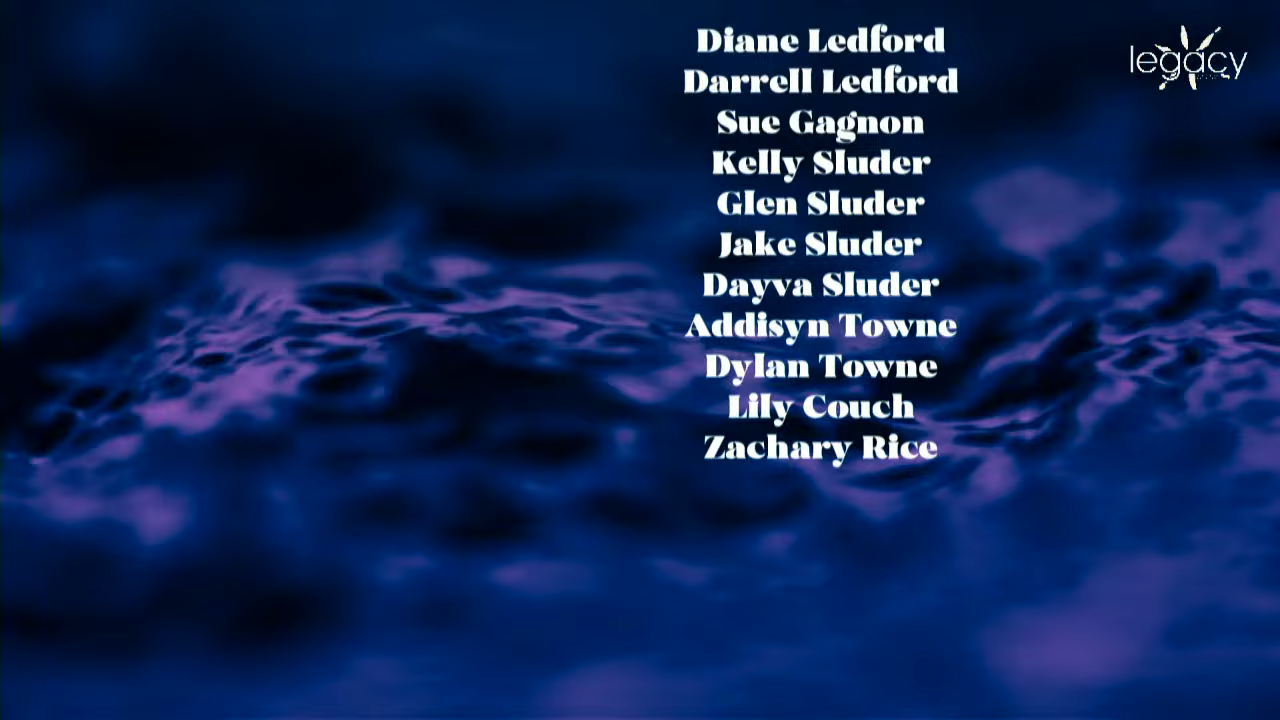 Diane Ledford
Darrell Ledford
Sue Gagnon
Kelly Sluder
Glen Sluder
Jake Sluder
Dayva Sluder
Addisyn Towne
Dylan Towne
Lily Couch
Zachary Rice
legacy